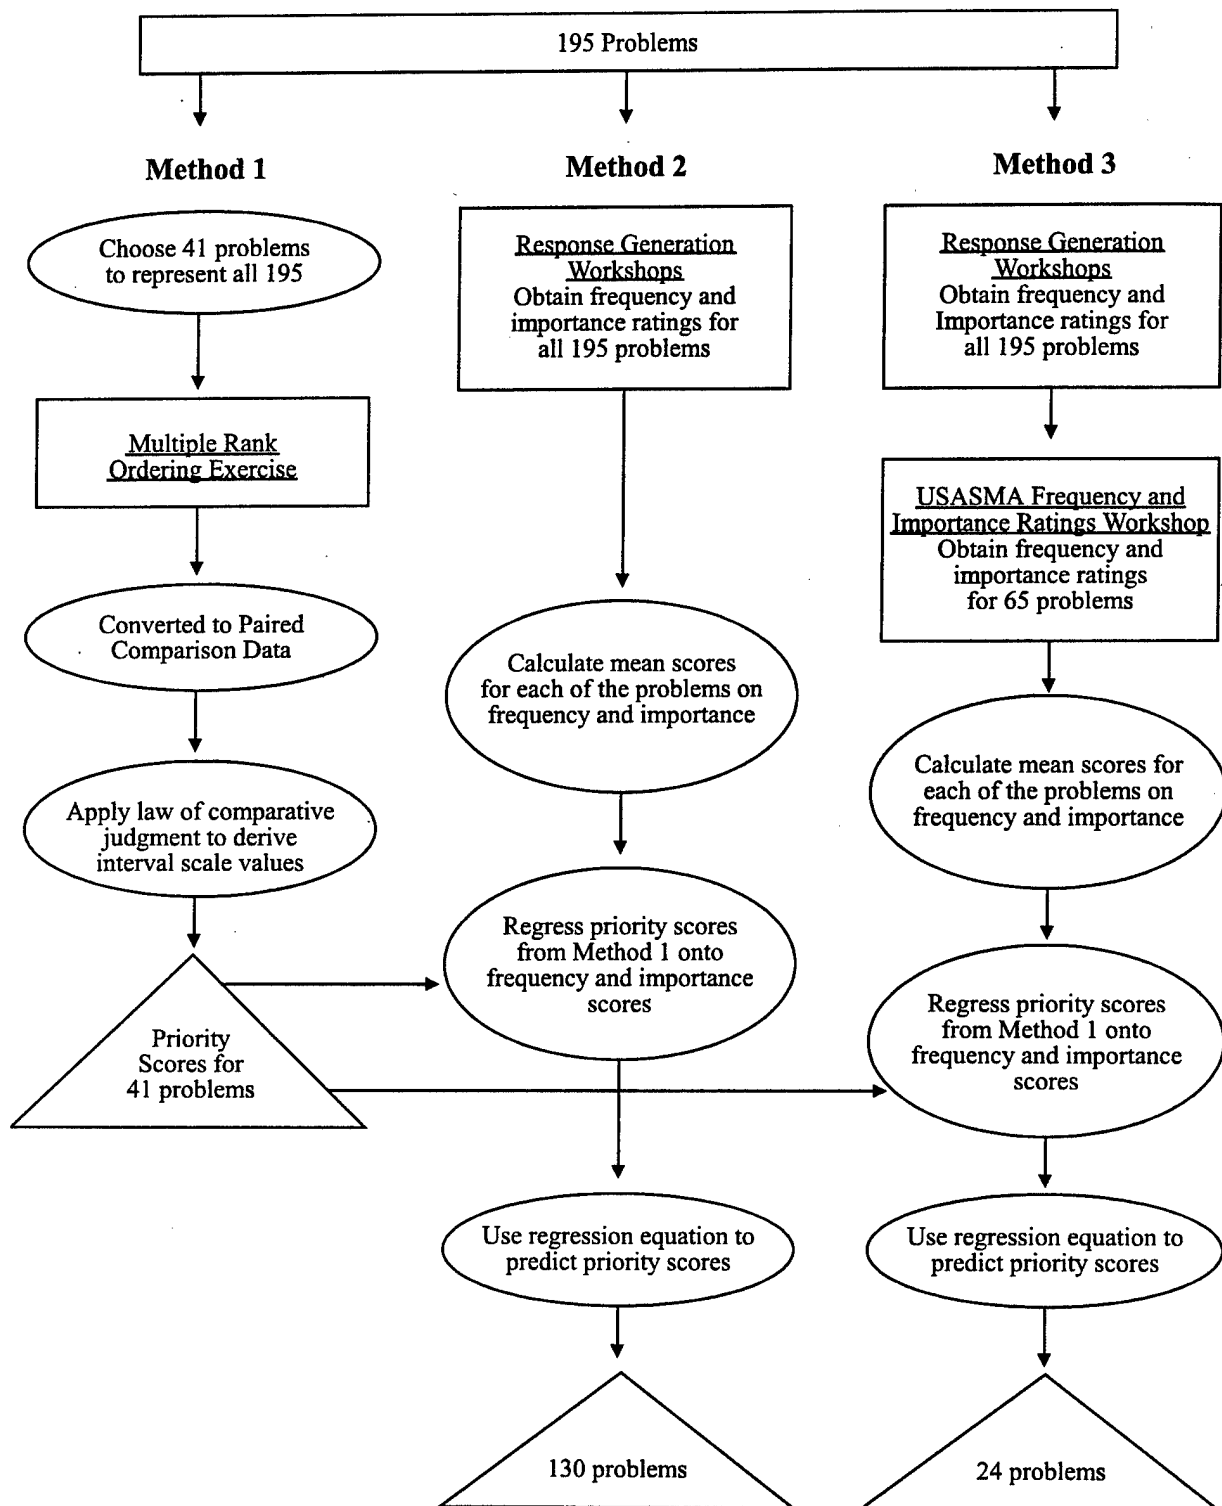 195 Problems
Method 1
Choose 41 problems
to represent all 195
Multiple Rank
Ordering Exercise
Converted to Paired
Comparison Data
Apply law of comparative
judgment to derive
interval scale values
Priority
Scores for
41 problems
Method 2
Response Generation
Workshops
Obtain frequency and
importance ratings for
all 195 problems
Calculate mean scores
for each of the problems on
frequency and importance
Regress priority scores
from Method 1 onto
frequency and importance
scores
Use regression equation to
predict priority scores
130 problems
Method 3
Response Generation
Workshops
Obtain frequency and
Importance ratings for
all 195 problems
USASMA Frequency and
Importance Ratings Workshop
Obtain frequency and
importance ratings
for 65 problems
Calculate mean scores for
each of the problems on
frequency and importance
Regress priority scores
from Method 1 onto
frequency and importance
scores
Use regression equation to
predict priority scores
24 problems